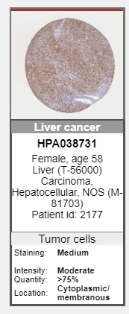 Liver cancer
HPA038731
Female, age 58
Liver (T-56000)
Carcinoma,
Hepatocellular, NOS (M-
81703)
Patient id: 2177
Tumor cells
Staining: Medium
Intensity: Moderate
Quantity: >75%
Location: Cytoplasmic/
membranous